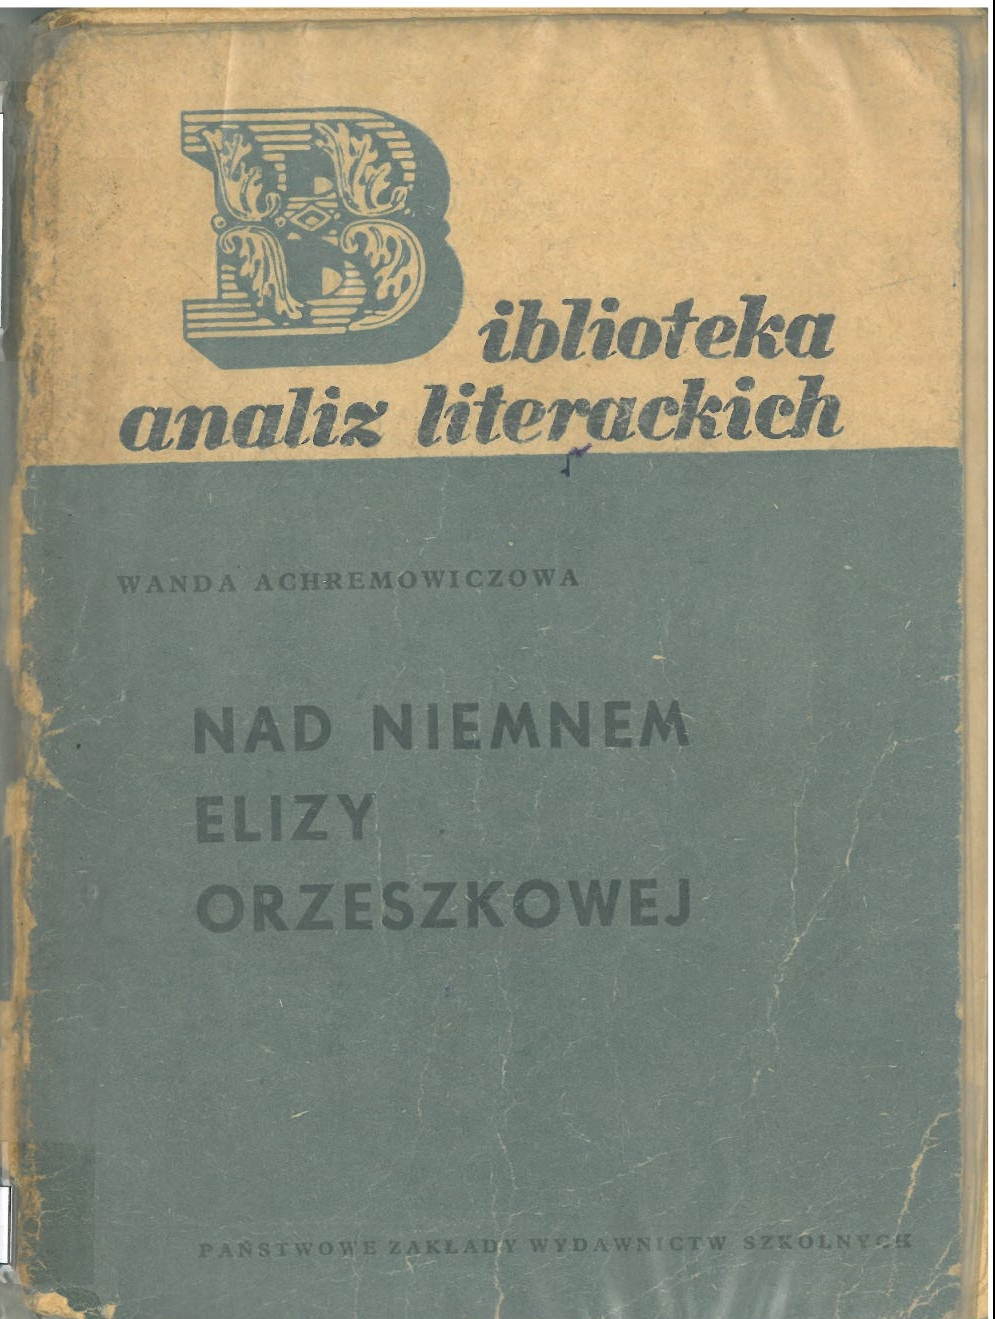 Biblioteka
analiz literackich
WANDA ACHREMOWICZOWA
NAD NIEMNEM
ELIZY
ORZESZKOWEJ
PAŃSTWOWE ZAKŁADY WYDAWNICTW SZKOLNYCH